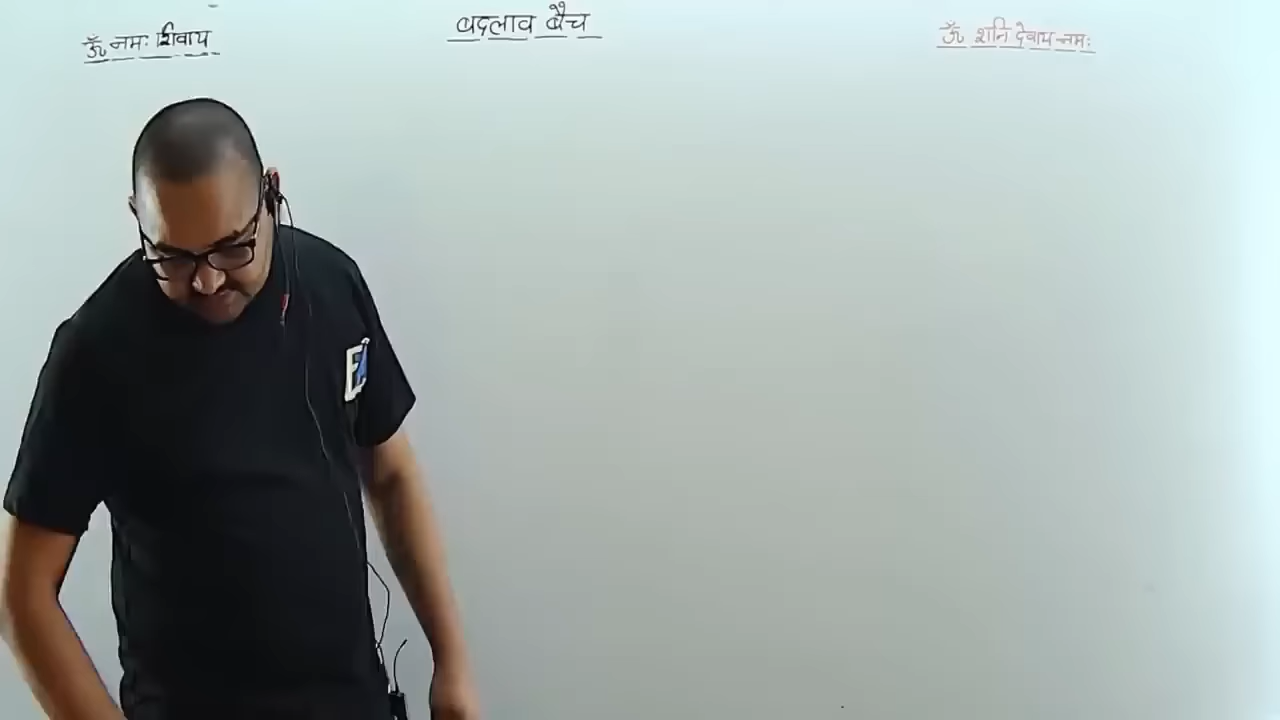 ॐ नमः शिवाय
बदलाव बैच
ॐ शनि देवाय नमः